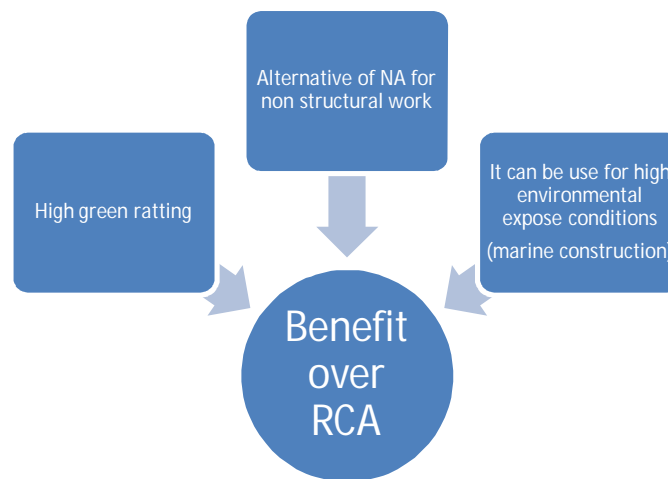 Alternative of NA for
non structural work
High green ratting
It can be use for high
environmental
expose conditions
(marine construction)
Benefit
over
RCA